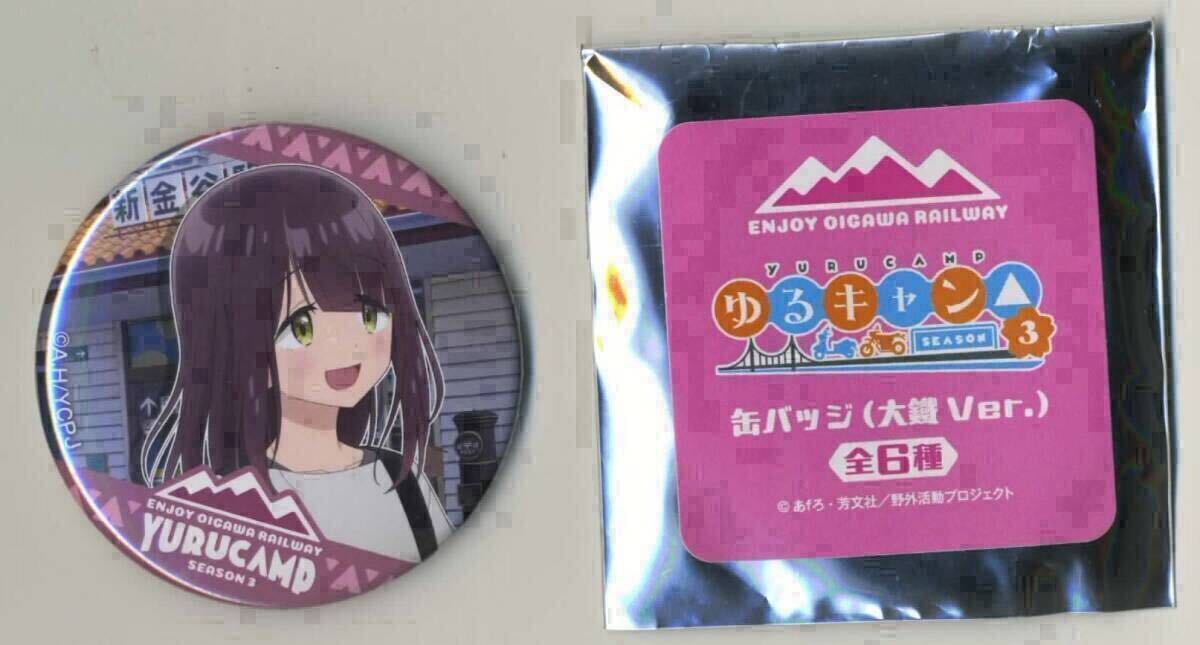 新金谷
©A.H/YCPJ
ENJOY OIGAWA RAILWAY
YURUCAMP
SEASON 3
ENJOY OIGAWA RAILWAY
YURUCAMP
ゆるキャン△
SEASON 3
缶バッジ(大鐵 Ver.)
全6種
©あfろ・芳文社/野外活動プロジェクト